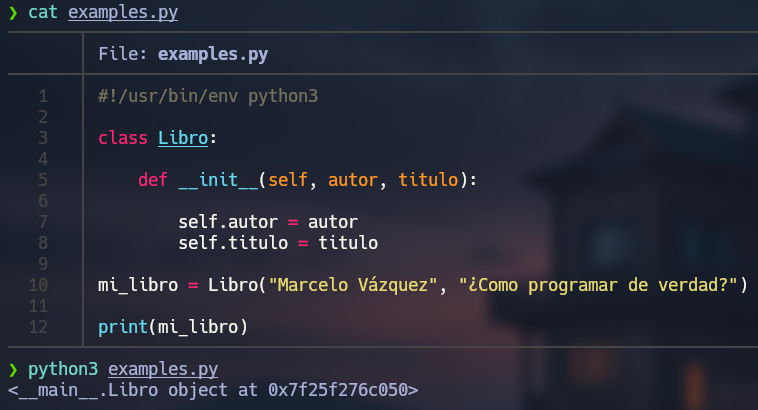 ❯ cat examples.py
File: examples.py
1 #!/usr/bin/env python3
2
3 class Libro:
4
5     def __init__(self, autor, titulo):
6
7         self.autor = autor
8         self.titulo = titulo
9
10 mi_libro = Libro("Marcelo Vázquez", "¿Como programar de verdad?")
11
12 print(mi_libro)
❯ python3 examples.py
<__main__.Libro object at 0x7f25f276c050>